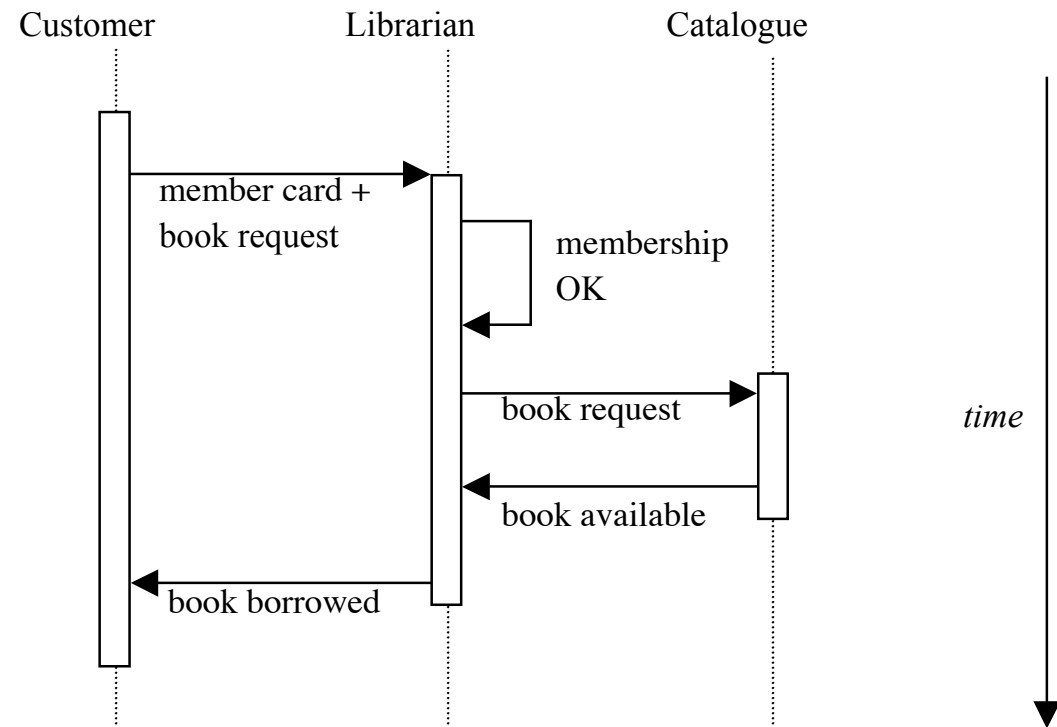 Customer
Librarian
Catalogue
member card +
book request
membership
OK
book request
time
book available
book borrowed